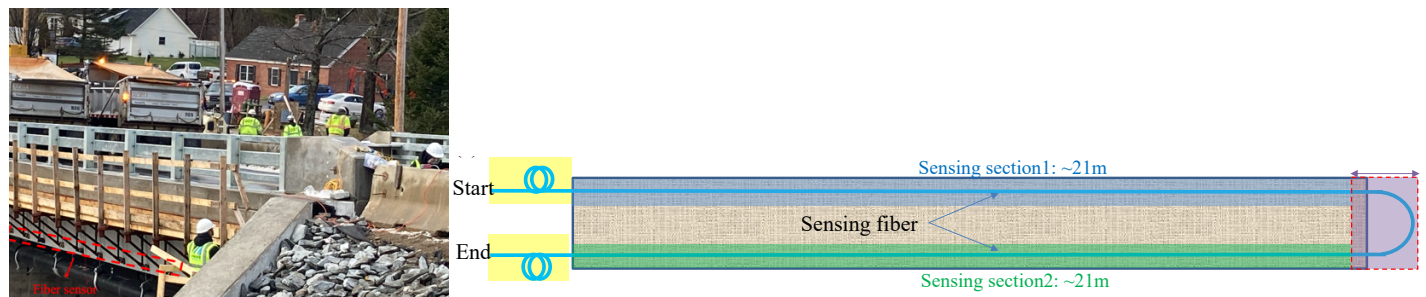 Fiber sensor
Sensing section1: ~21m
Start
Sensing fiber
End
Sensing section2: ~21m